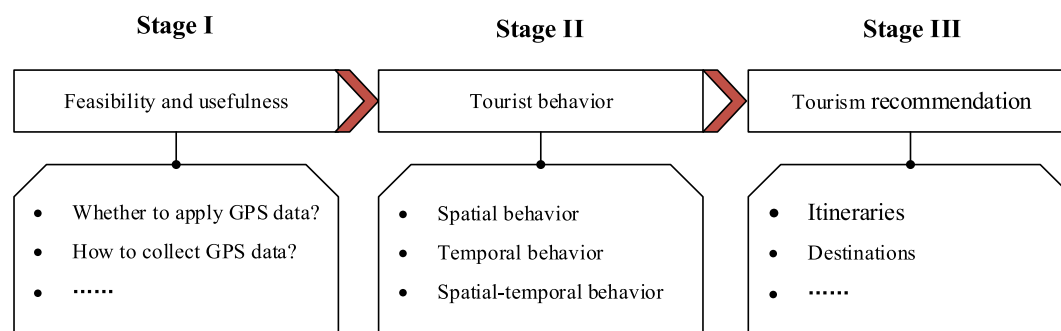 Stage I
Stage II
Stage III
Feasibility and usefulness
Tourist behavior
Tourism recommendation
• Whether to apply GPS data?
• How to collect GPS data?
• ······
• Spatial behavior
• Temporal behavior
• Spatial-temporal behavior
• Itineraries
• Destinations
• ······